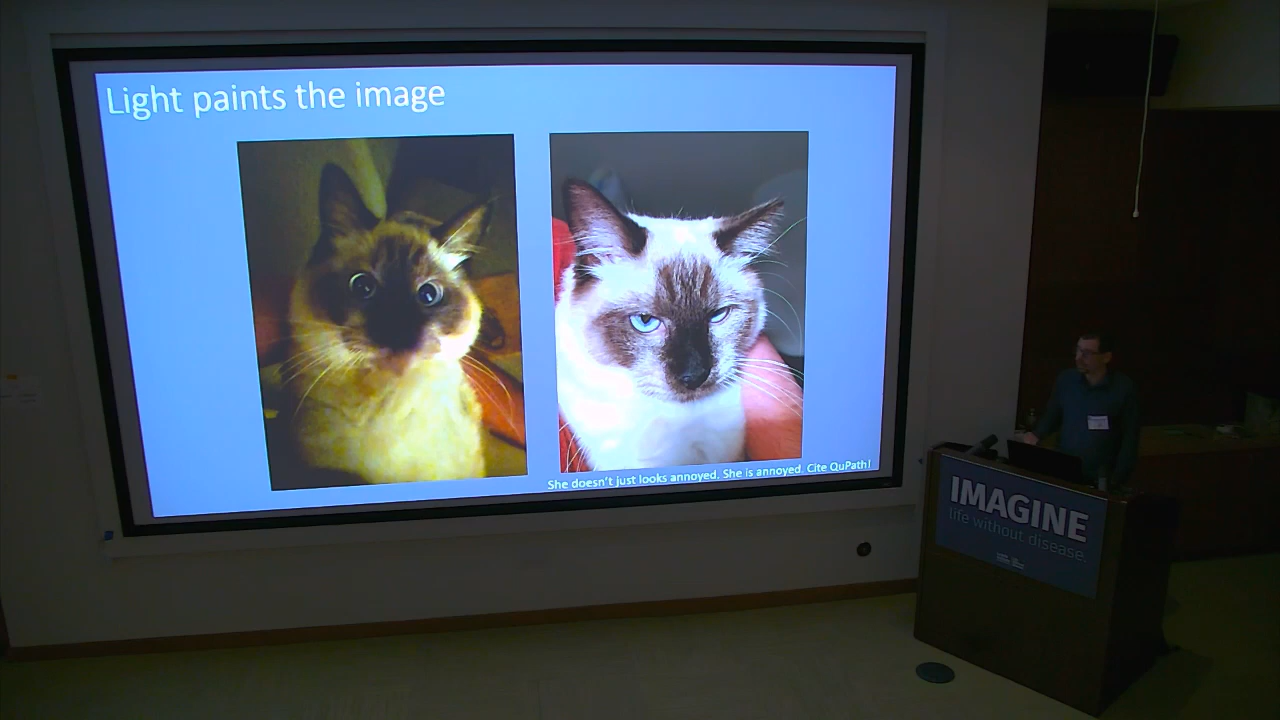 Light paints the image
She doesn't just looks annoyed. She is annoyed. Cite QuPath!
IMAGINE
life without disease.